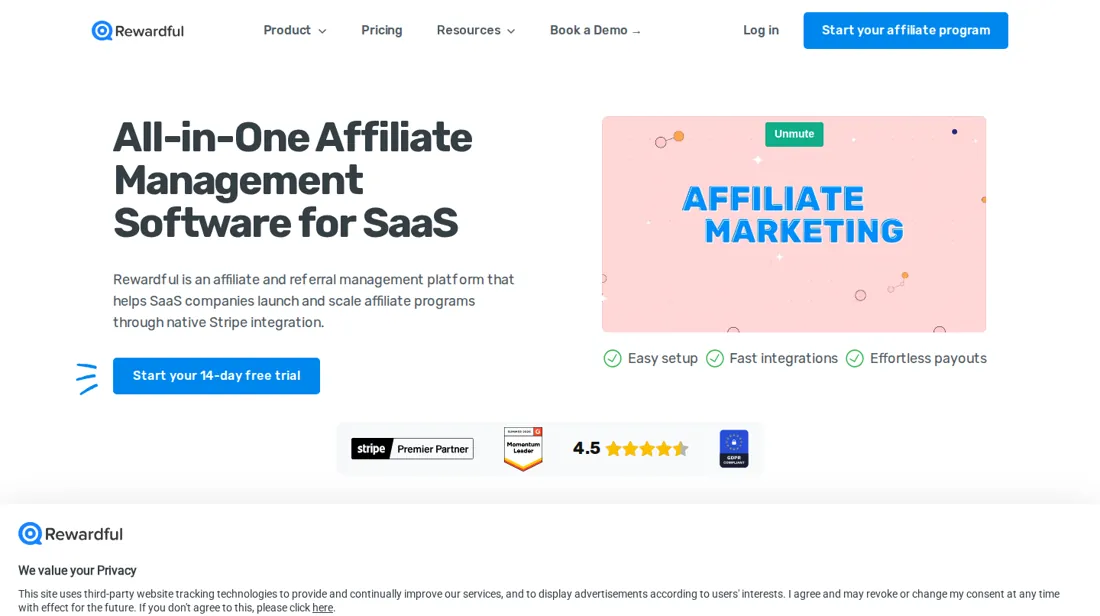 Rewardful
Product
Pricing
Resources
Book a Demo →
Log in
Start your affiliate program
All-in-One Affiliate
Management
Software for SaaS
Rewardful is an affiliate and referral management platform that
helps SaaS companies launch and scale affiliate programs
through native Stripe integration.
Start your 14-day free trial
Unmute
AFFILIATE
MARKETING
Easy setup
Fast integrations
Effortless payouts
stripe Premier Partner
Momentum
Leader
4.5
GDPR
COMPLIANT
Rewardful
We value your Privacy
This site uses third-party website tracking technologies to provide and continually improve our services, and to display advertisements according to users' interests. I agree and may revoke or change my consent at any time
with effect for the future. If you don't agree to this, please click here.